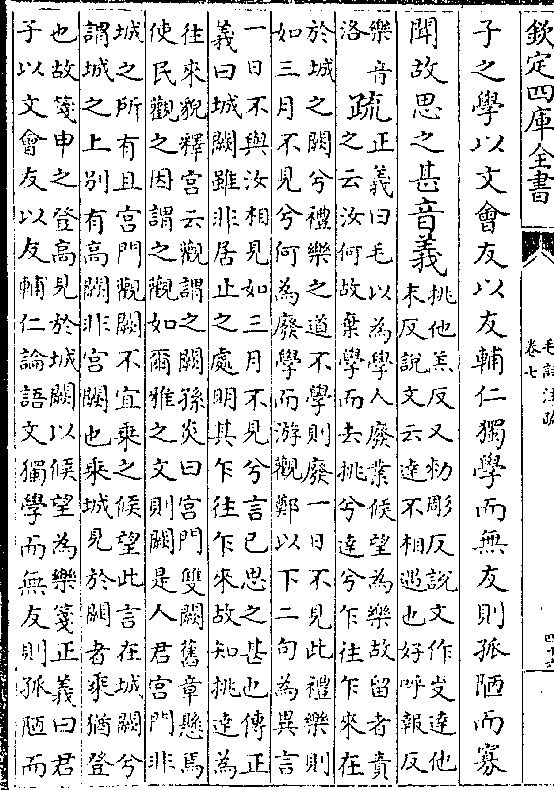 欽定四庫全書
毛詩注疏
卷七
子之學以文會友以友輔仁獨學而無友則孤陋而寡
聞故思之甚音義
挑他羔反又勑彫反說文作達他
末反說文云達不相遇也好呼報反
樂音
洛
疏
正義曰毛以為學人廢業候望為樂故留者責
之云汝何故棄學而去挑兮達兮乍往乍來在
於城之闕兮禮樂之道不學則廢一日不見此禮樂則
如三月不見兮何為廢學而游觀鄭以下二句為異言
一日不與汝相見如三月不見兮言已思之甚也傳正
義曰城闕雖非居止之處明其乍往乍來故知挑達為
往來貌釋宮云觀謂之闕孫炎曰宮門雙闕舊章懸焉
使民觀之因謂之觀如爾雅之文則闕是人君宮門非
城之所有且宮門觀闕不宜乘之候望此言在城闕兮
謂城之上別有高闕非宮闕也乘城見於闕者乘猶登
也故箋申之登高見於城闕以候望為樂箋正義曰君
子以文會友以友輔仁論語文獨學而無友則孤陋而